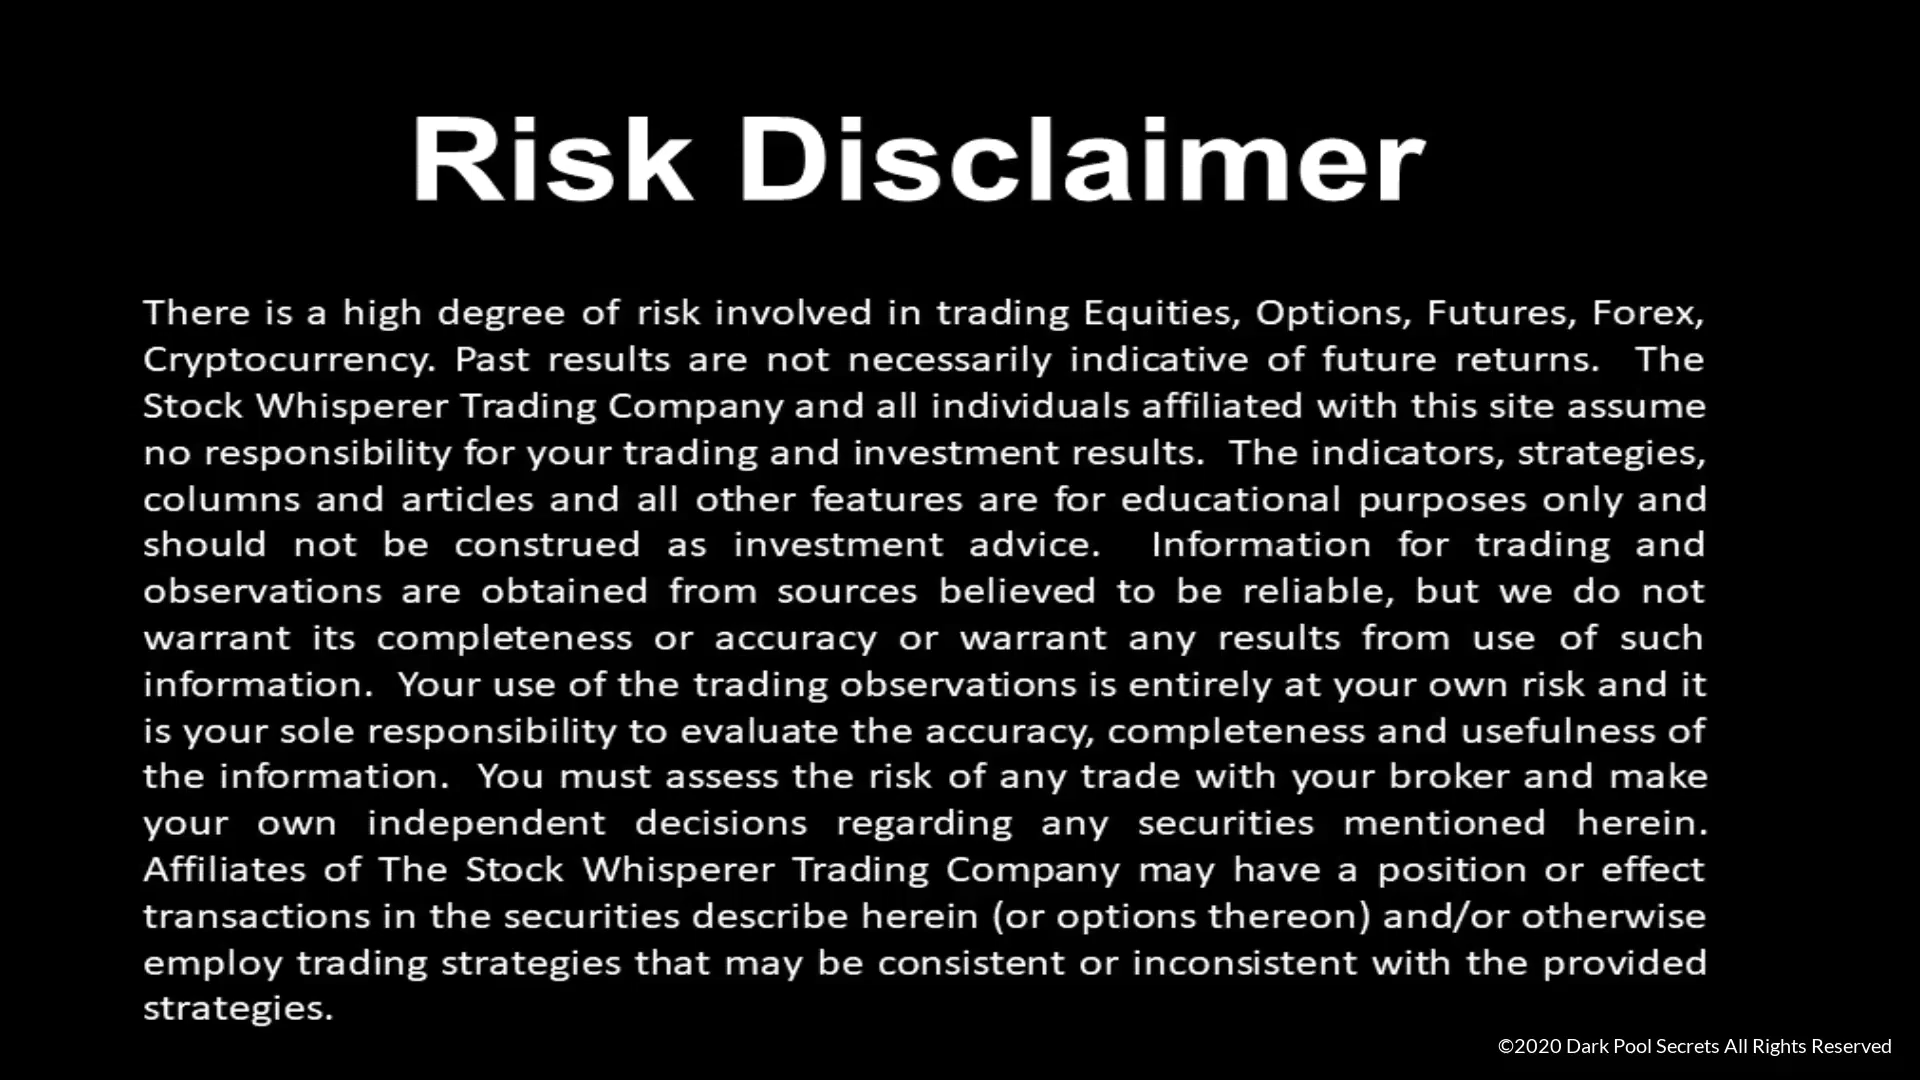 Risk Disclaimer
There is a high degree of risk involved in trading Equities, Options, Futures, Forex,
Cryptocurrency. Past results are not necessarily indicative of future returns. The
Stock Whisperer Trading Company and all individuals affiliated with this site assume
no responsibility for your trading and investment results. The indicators, strategies,
columns and articles and all other features are for educational purposes only and
should not be construed as investment advice. Information for trading and
observations are obtained from sources believed to be reliable, but we do not
warrant its completeness or accuracy or warrant any results from use of such
information. Your use of the trading observations is entirely at your own risk and it
is your sole responsibility to evaluate the accuracy, completeness and usefulness of
the information. You must assess the risk of any trade with your broker and make
your own independent decisions regarding any securities mentioned herein.
Affiliates of The Stock Whisperer Trading Company may have a position or effect
transactions in the securities describe herein (or options thereon) and/or otherwise
employ trading strategies that may be consistent or inconsistent with the provided
strategies.
©2020 Dark Pool Secrets All Rights Reserved